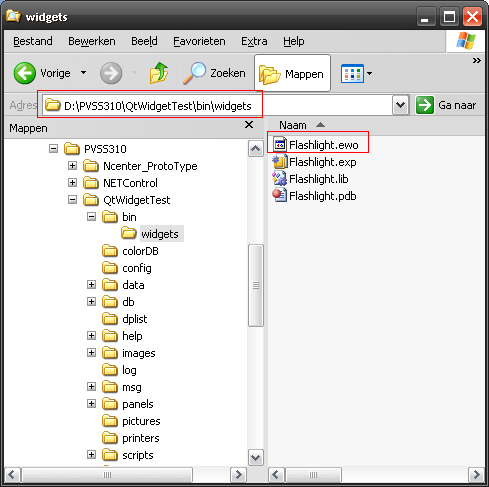 widgets
Bestand Bewerken Beeld Favorieten Extra Help
Vorige Zoeken Mappen
Adres D:\PVSS310\QtWidgetTest\bin\widgets Ga naar
Mappen
Naam
PVSS310
Ncenter_ProtoType
NETControl
QtWidgetTest
bin
widgets
colorDB
config
data
db
dplist
help
images
log
msg
panels
pictures
printers
scripts
Flashlight.ewo
Flashlight.exp
Flashlight.lib
Flashlight.pdb